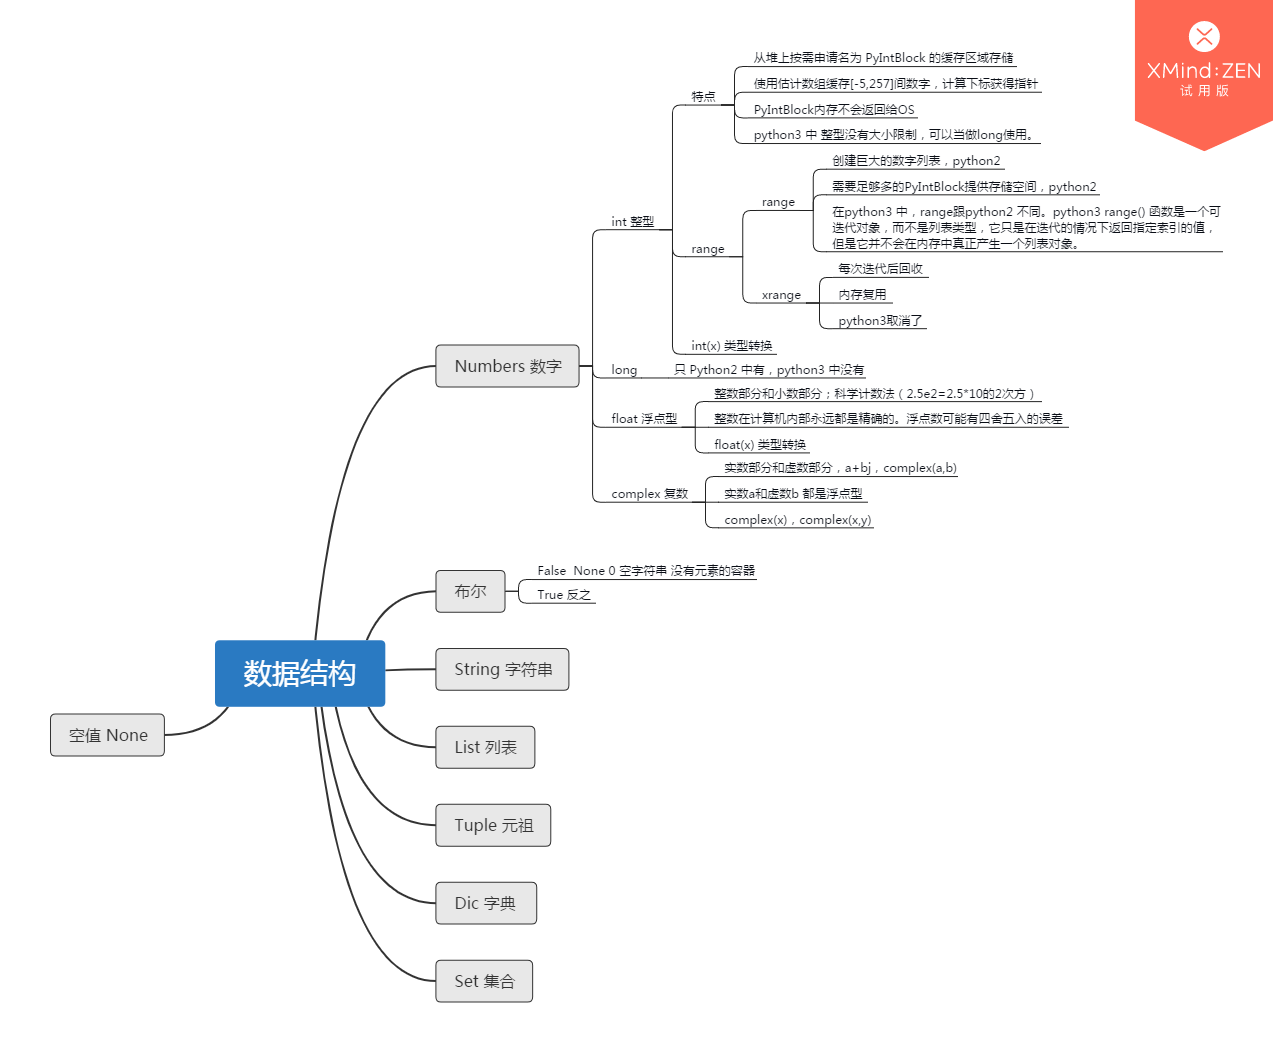 XMind:ZEN
试用版
从堆上按需申请名为 PyIntBlock 的缓存区域存储
使用估计数组缓存[-5,257]间数字，计算下标获得指针
特点
PyIntBlock内存不会返回给OS
python3 中 整型没有大小限制，可以当做long使用。
创建巨大的数字列表，python2
需要足够多的PyIntBlock提供存储空间，python2
range
在python3 中，range跟python2 不同。python3 range() 函数是一个可
迭代对象，而不是列表类型，它只是在迭代的情况下返回指定索引的值，
但是它并不会在内存中真正产生一个列表对象。
int 整型
range
每次迭代后回收
xrange
内存复用
python3取消了
int(x) 类型转换
Numbers 数字
long
只 Python2 中有，python3 中没有
整数部分和小数部分；科学计数法（2.5e2=2.5*10的2次方）
float 浮点型
整数在计算机内部永远都是精确的。浮点数可能有四舍五入的误差
float(x) 类型转换
实数部分和虚数部分，a+bj，complex(a,b)
complex 复数
实数a和虚数b 都是浮点型
complex(x)，complex(x,y)
False  None 0 空字符串 没有元素的容器
布尔
True 反之
数据结构
String 字符串
空值 None
List 列表
Tuple 元祖
Dic 字典
Set 集合